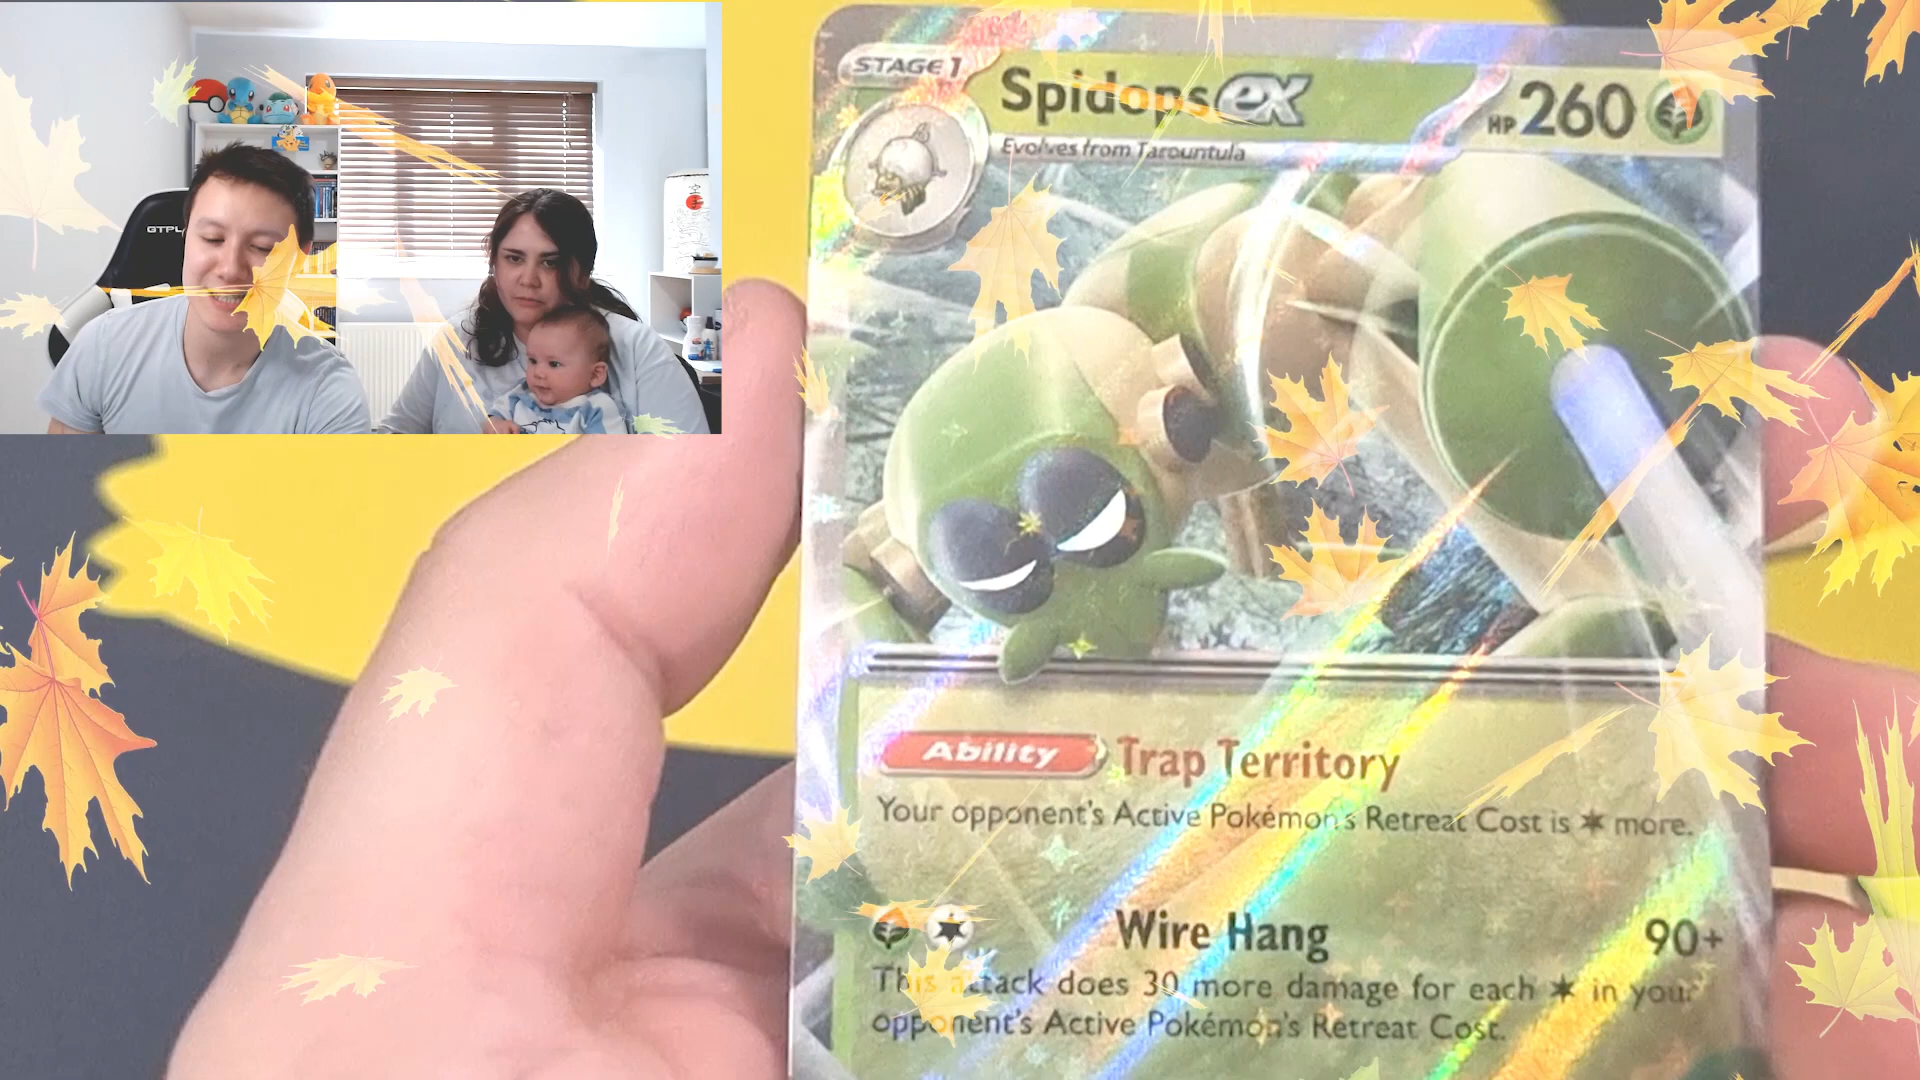 GTPL
STAGE 1
Spidops ex
HP 260
Evolves from Tarountula
Ability Trap Territory
Your opponent's Active Pokémon's Retreat Cost is ✶ more.
Wire Hang 90+
This attack does 30 more damage for each ✶ in your
opponent's Active Pokémon's Retreat Cost.